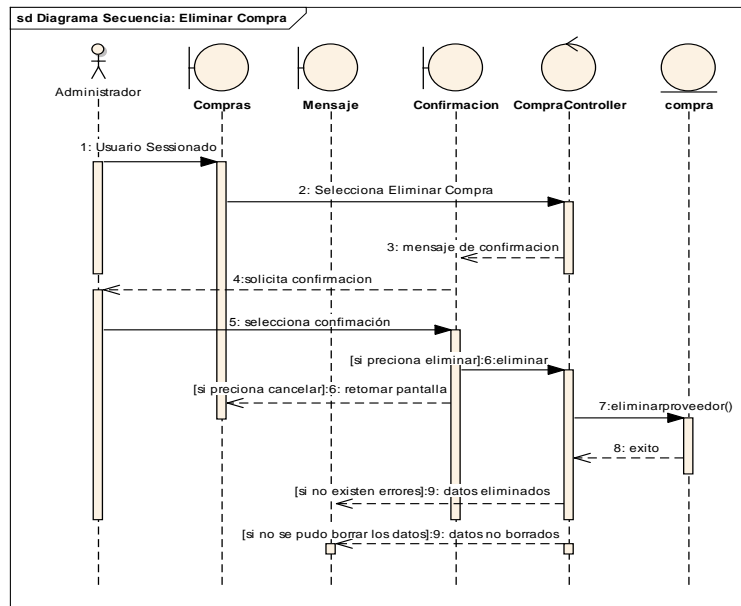 sd Diagrama Secuencia: Eliminar Compra
Administrador
Compras
Mensaje
Confirmacion
CompraController
compra
1: Usuario Sessionado
2: Selecciona Eliminar Compra
3: mensaje de confirmacion
4:solicita confirmacion
5: selecciona confimación
[si preciona eliminar]:6:eliminar
[si preciona cancelar]:6: retornar pantalla
7:eliminarproveedor()
8: exito
[si no existen errores]:9: datos eliminados
[si no se pudo borrar los datos]:9: datos no borrados